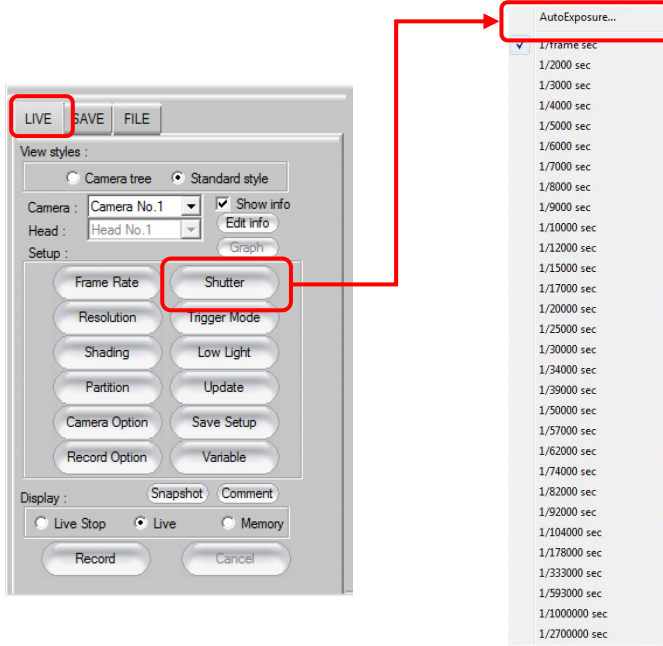 LIVE SAVE FILE
View styles :
Camera tree Standard style
Camera : Camera No.1 Show info
Head : Head No.1 Edit info
Setup : Graph
Frame Rate Shutter
Resolution Trigger Mode
Shading Low Light
Partition Update
Camera Option Save Setup
Record Option Variable
Display : Snapshot Comment
Live Stop Live Memory
Record Cancel
AutoExposure...
1/frame sec
1/2000 sec
1/3000 sec
1/4000 sec
1/5000 sec
1/6000 sec
1/7000 sec
1/8000 sec
1/9000 sec
1/10000 sec
1/12000 sec
1/15000 sec
1/17000 sec
1/20000 sec
1/25000 sec
1/30000 sec
1/34000 sec
1/39000 sec
1/50000 sec
1/57000 sec
1/62000 sec
1/74000 sec
1/82000 sec
1/92000 sec
1/104000 sec
1/178000 sec
1/333000 sec
1/593000 sec
1/1000000 sec
1/2700000 sec